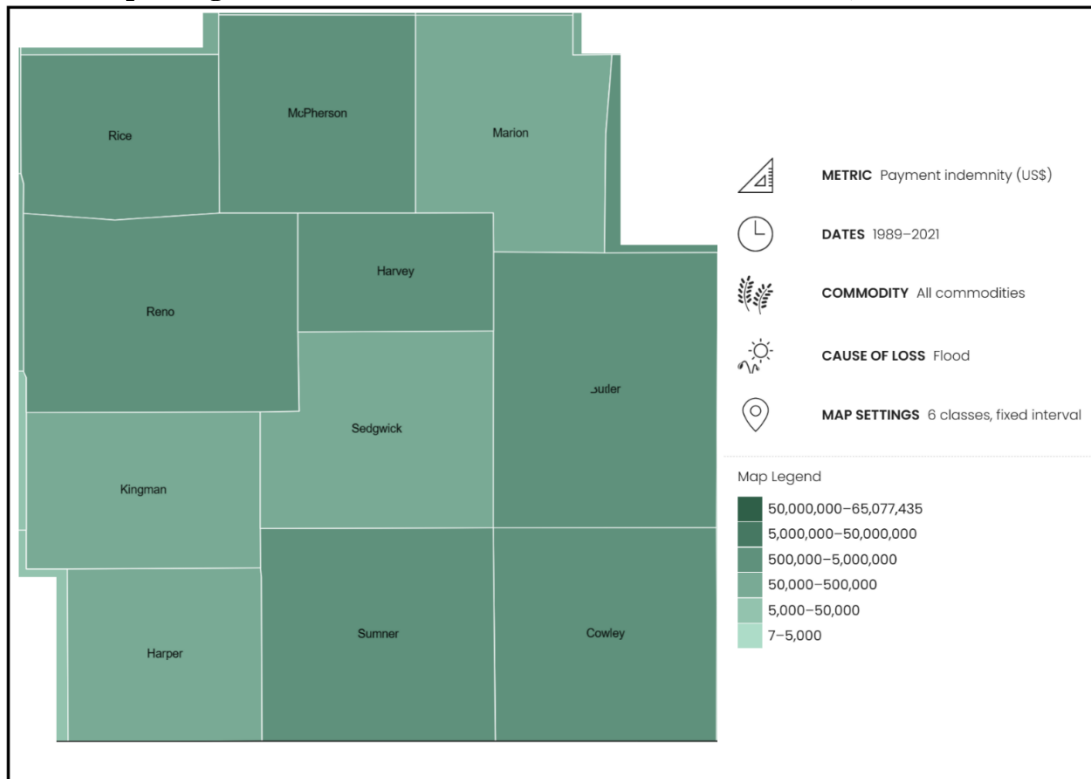 McPherson
Rice
Marion
Harvey
Reno
Butler
Sedgwick
Kingman
Sumner
Cowley
Harper
METRIC Payment indemnity (US$)
DATES 1989–2021
COMMODITY All commodities
CAUSE OF LOSS Flood
MAP SETTINGS 6 classes, fixed interval
Map Legend
50,000,000–65,077,435
5,000,000–50,000,000
500,000–5,000,000
50,000–500,000
5,000–50,000
7–5,000